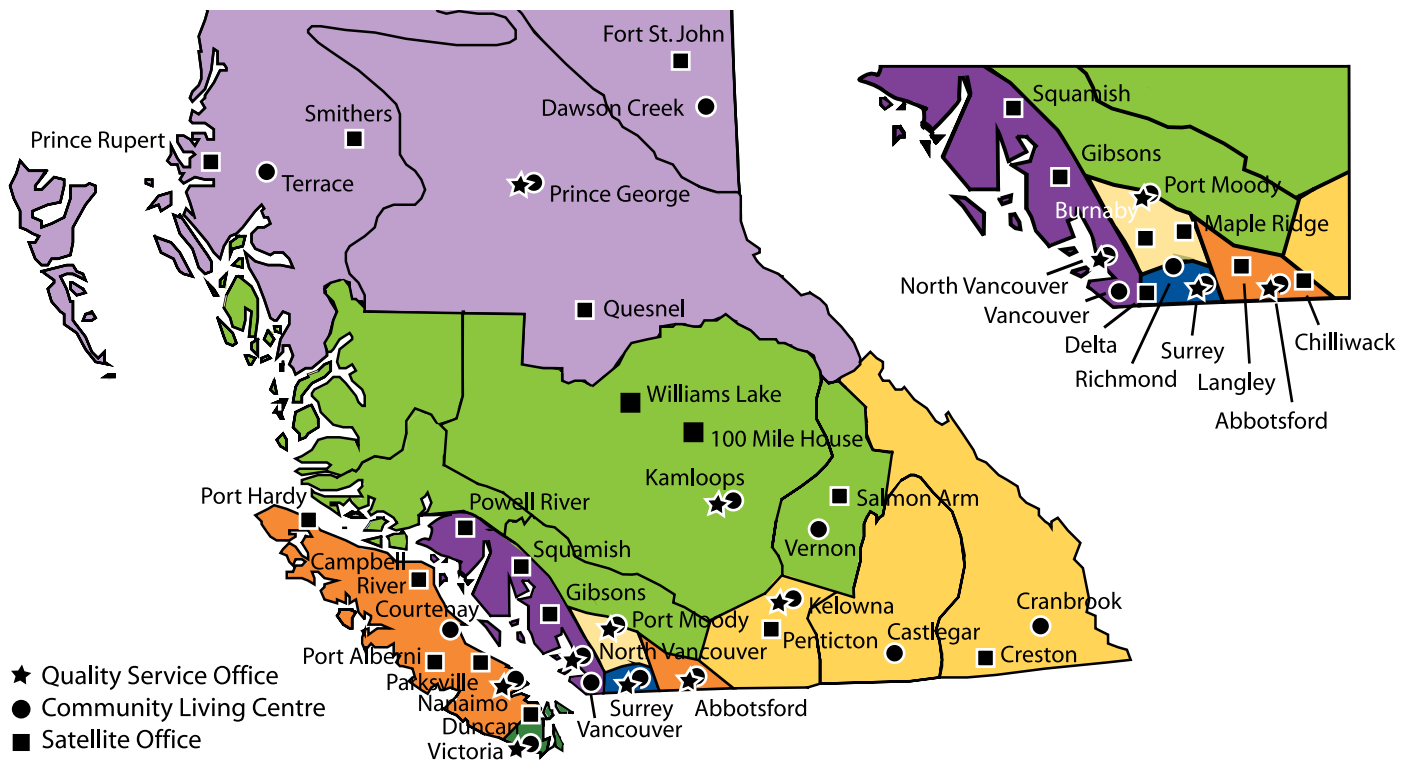 Fort St. John
Dawson Creek
Smithers
Prince Rupert
Terrace
Prince George
Quesnel
Williams Lake
100 Mile House
Kamloops
Salmon Arm
Vernon
Port Hardy
Powell River
Campbell
River
Squamish
Courtenay
Gibsons
Port Moody
Kelowna
Penticton
Castlegar
Cranbrook
Creston
North Vancouver
Port Alberni
Parksville
Nanaimo
Duncan
Victoria
Surrey
Vancouver
Abbotsford
Quality Service Office
Community Living Centre
Satellite Office
Squamish
Gibsons
Port Moody
Burnaby
Maple Ridge
North Vancouver
Vancouver
Delta
Richmond
Surrey
Langley
Abbotsford
Chilliwack